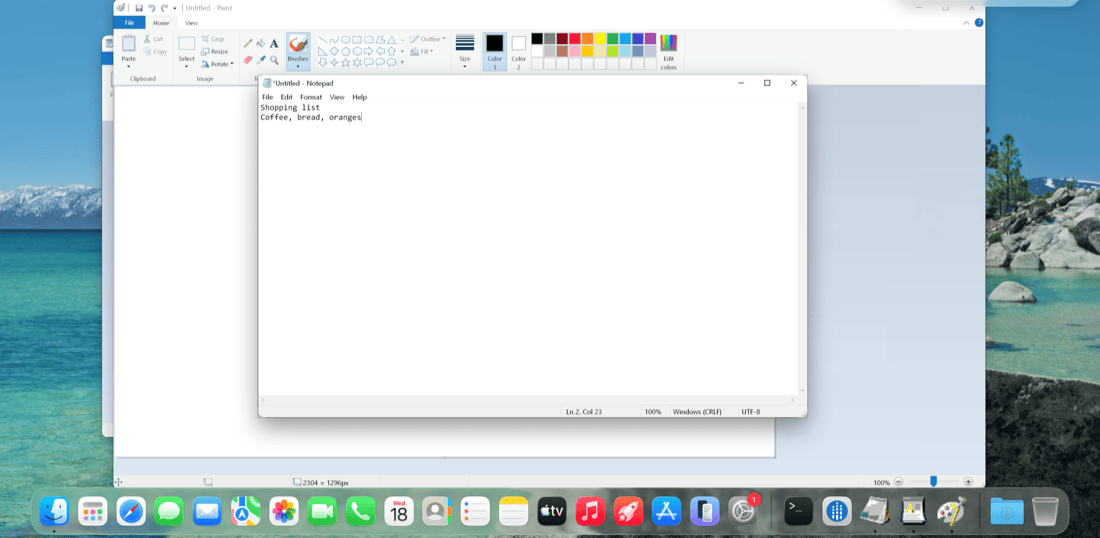 Untitled - Paint
File Home View
Paste
Cut
Copy
Clipboard
Select
Crop
Resize
Rotate
Image
A
Brushes
Outline
Fill
Size
Color 1
Color 2
Edit colors
*Untitled - Notepad
File Edit Format View Help
Shopping list
Coffee, bread, oranges
Ln 2, Col 23 100% Windows (CRLF) UTF-8
2304 × 1296px 100%
Wed
18
tv
1